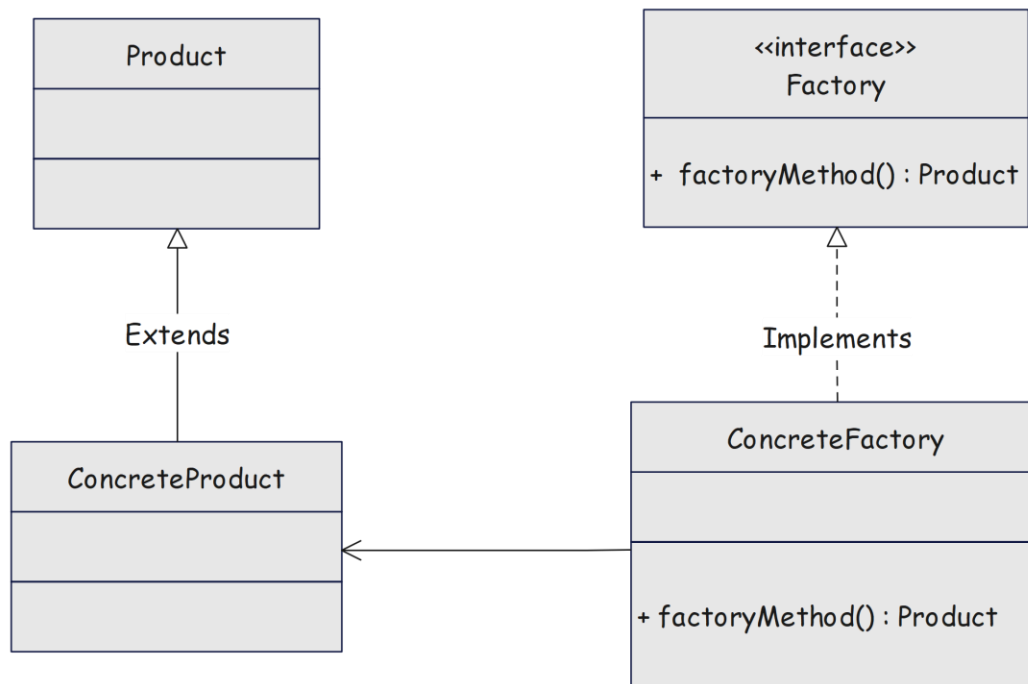 Product
<<interface>>
Factory
+ factoryMethod() : Product
Extends
Implements
ConcreteProduct
ConcreteFactory
+ factoryMethod() : Product